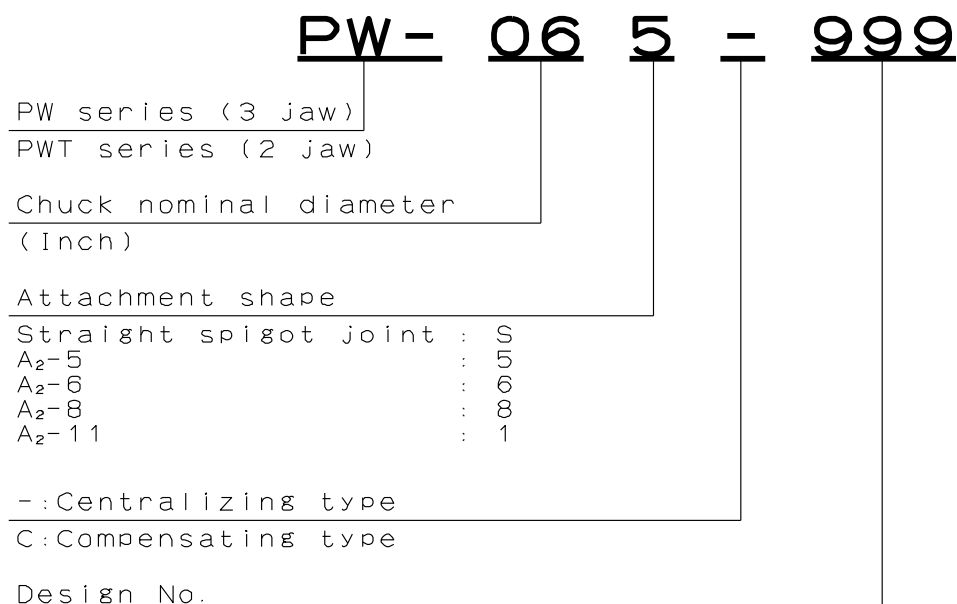 PW- 06 5 - 999
PW series (3 jaw)
PWT series (2 jaw)
Chuck nominal diameter
(Inch)
Attachment shape
Straight spigot joint : S
A₂-5 : 5
A₂-6 : 6
A₂-8 : 8
A₂-11 : 1
-:Centralizing type
C:Compensating type
Design No.